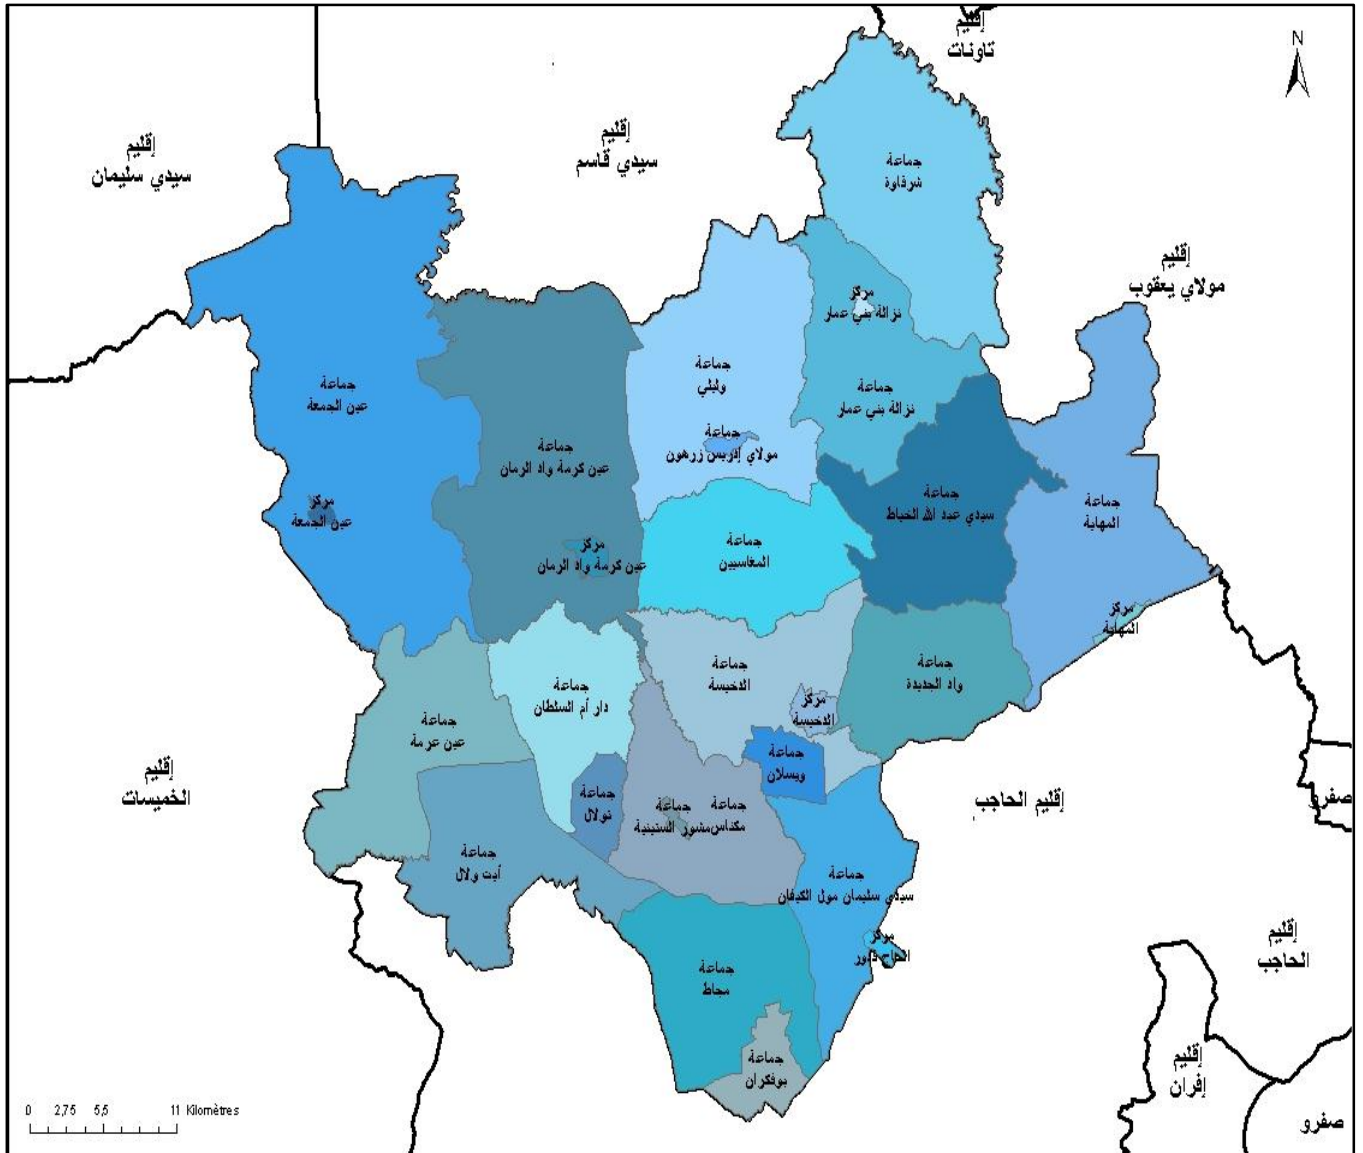 إقليم
تاونات
N
إقليم
سيدي قاسم
إقليم
سيدي سليمان
جماعة
شرقاوة
إقليم
مولاي يعقوب
مركز
نزالة بني عمار
جماعة
وليلي
جماعة
عين الجمعة
جماعة
نزالة بني عمار
جماعة
مولاي إدريس زرهون
جماعة
عين كرمة واد الرمان
جماعة
سيدي عبد الله الخياط
جماعة
المهاية
مركز
عين الجمعة
مركز
عين كرمة واد الرمان
جماعة
المغاسيين
مركز
المهاية
جماعة
الدخيسة
جماعة
واد الجديدة
جماعة
دار أم السلطان
مركز
الدخيسة
جماعة
عين عرمة
جماعة
ويسلان
إقليم
الخميسات
جماعة
تولال
إقليم الحاجب
صفرو
جماعة
مكناس
جماعة
مشور الستينية
جماعة
أيت ولال
جماعة
سيدي سليمان مول الكيفان
مركز
الحاج قدور
إقليم
الحاجب
جماعة
مجاط
جماعة
بوفكران
إقليم
إفران
صفرو
0 2,75 5,5 11 Kilomètres